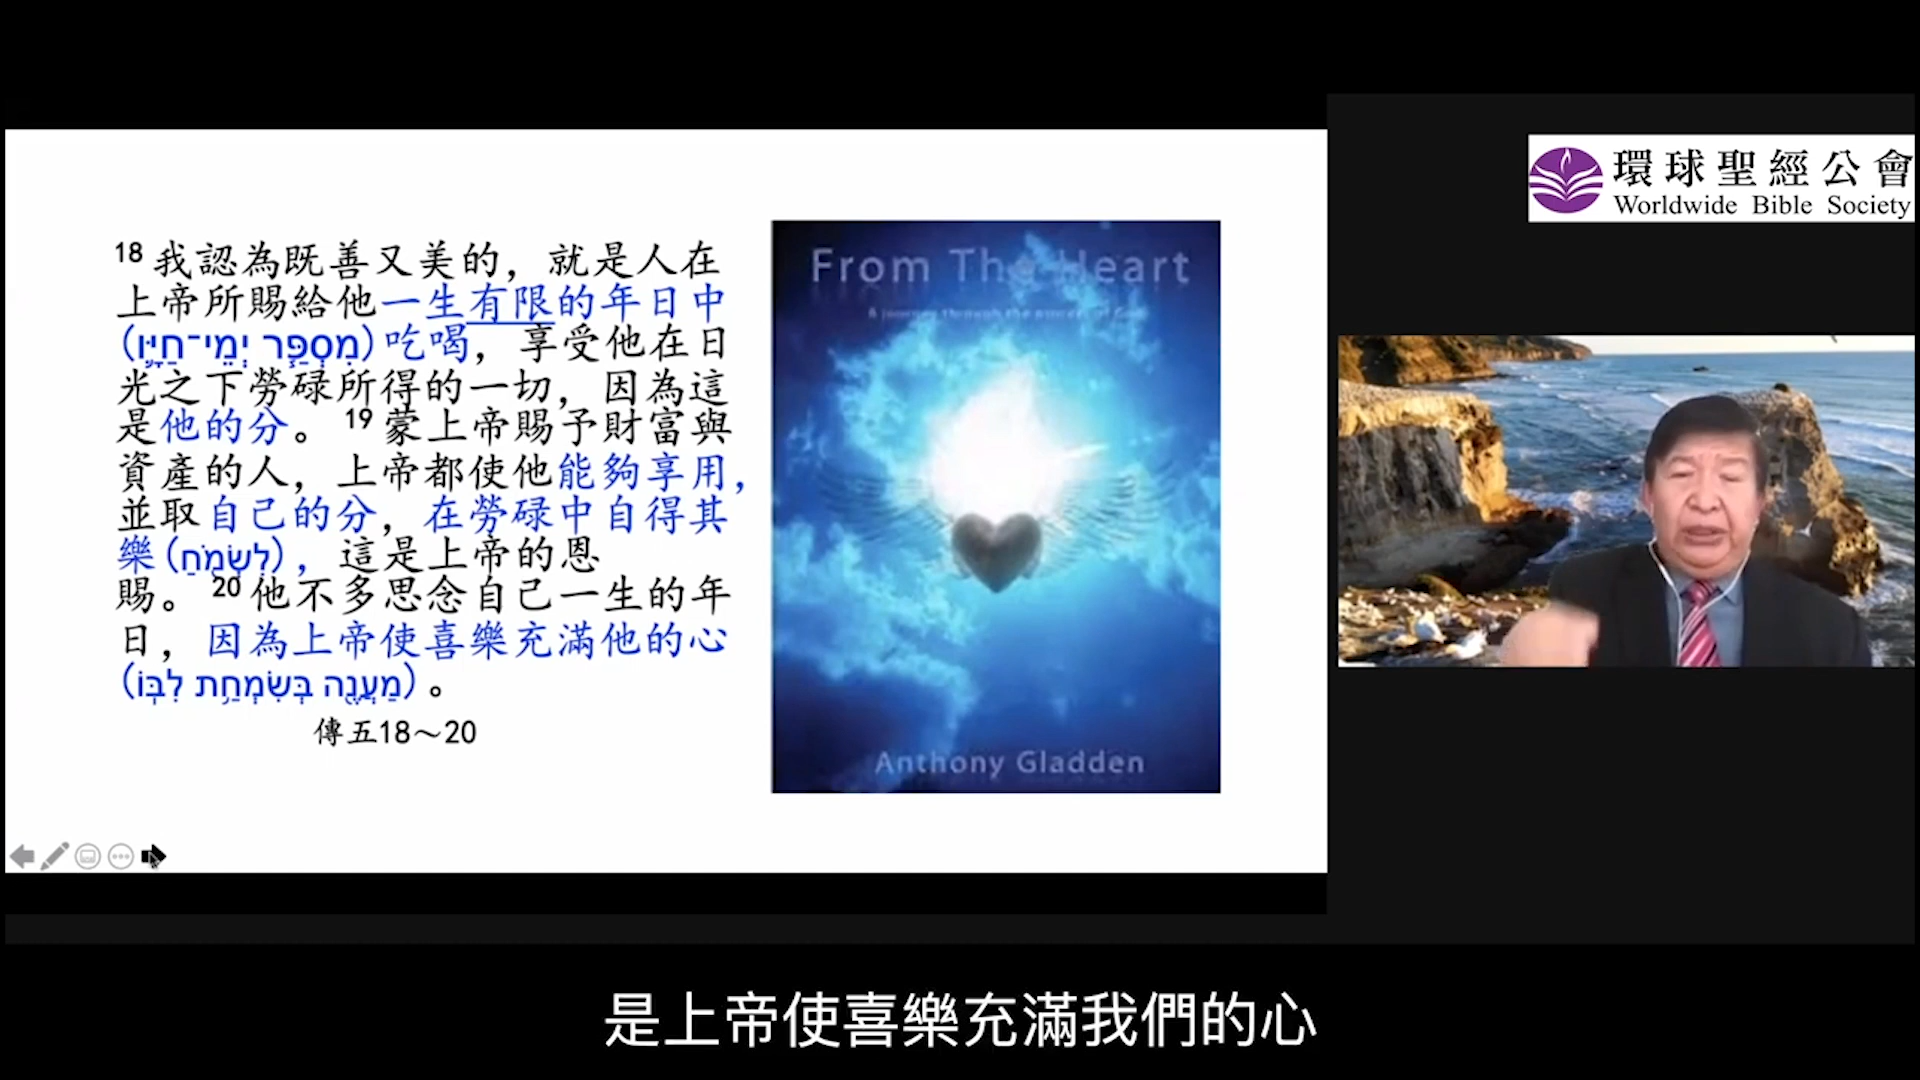 環球聖經公會
Worldwide Bible Society
18 我認為既善又美的，就是人在
上帝所賜給他一生有限的年日中
(מִסְפַּ֧ר יְמֵי־חַיָּ֛ו)吃喝，享受他在日
光之下勞碌所得的一切，因為這
是他的分。19 蒙上帝賜予財富與
資產的人，上帝都使他能夠享用，
並取自己的分，在勞碌中自得其
樂(לִשְׂמֹ֖חַ)，這是上帝的恩
賜。20 他不多思念自己一生的年
日，因為上帝使喜樂充滿他的心
(מַעֲנֶ֖ה בְּשִׂמְחַ֥ת לִבּֽוֹ)。
傳五18～20
From The Heart
A journey through the
Anthony Gladden
是上帝使喜樂充滿我們的心